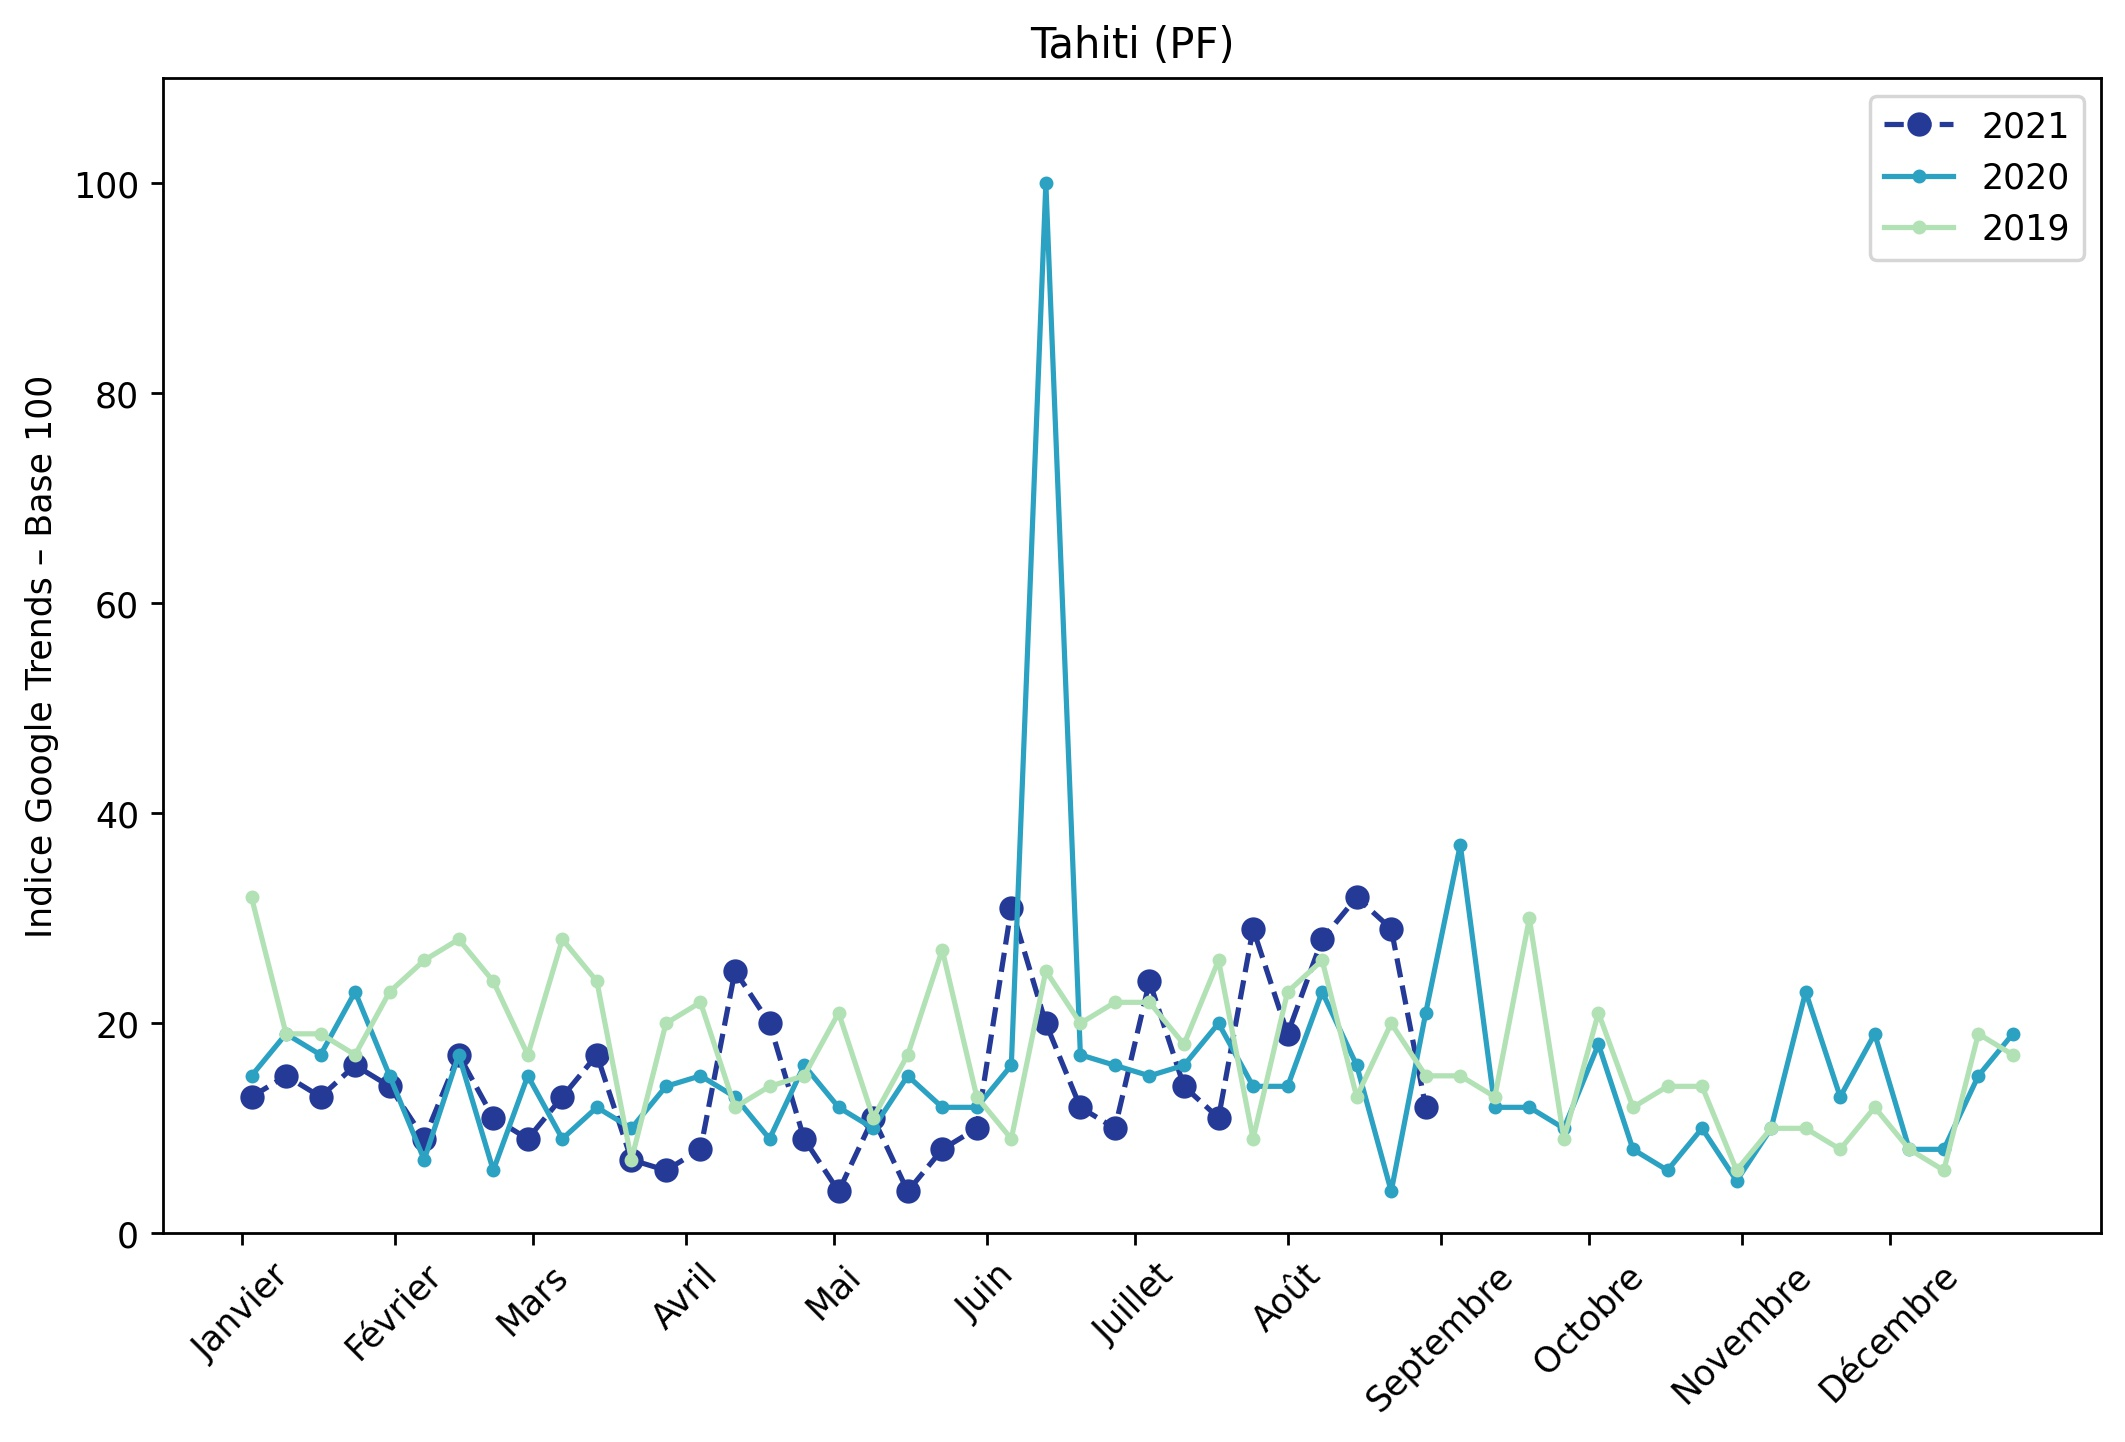 Tahiti (PF)
2021
2020
2019
Indice Google Trends – Base 100
100
80
60
40
20
0
Janvier
Février
Mars
Avril
Mai
Juin
Juillet
Août
Septembre
Octobre
Novembre
Décembre